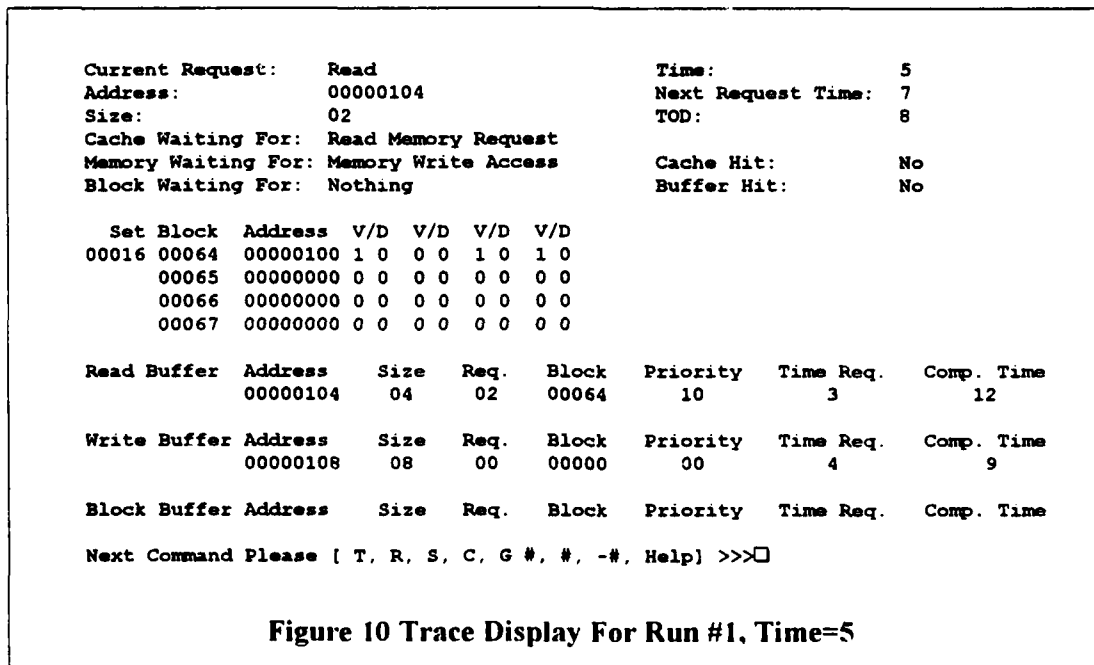 Current Request: Read Time: 5
Address: 00000104 Next Request Time: 7
Size: 02 TOD: 8
Cache Waiting For: Read Memory Request
Memory Waiting For: Memory Write Access Cache Hit: No
Block Waiting For: Nothing Buffer Hit: No
Set Block Address V/D V/D V/D V/D
00016 00064 00000100 1 0 0 0 1 0 1 0
00065 00000000 0 0 0 0 0 0 0 0
00066 00000000 0 0 0 0 0 0 0 0
00067 00000000 0 0 0 0 0 0 0 0
Read Buffer Address Size Req. Block Priority Time Req. Comp. Time
00000104 04 02 00064 10 3 12
Write Buffer Address Size Req. Block Priority Time Req. Comp. Time
00000108 08 00 00000 00 4 9
Block Buffer Address Size Req. Block Priority Time Req. Comp. Time
Next Command Please [ T, R, S, C, G #, #, -#, Help] >>>
Figure 10 Trace Display For Run #1, Time=5